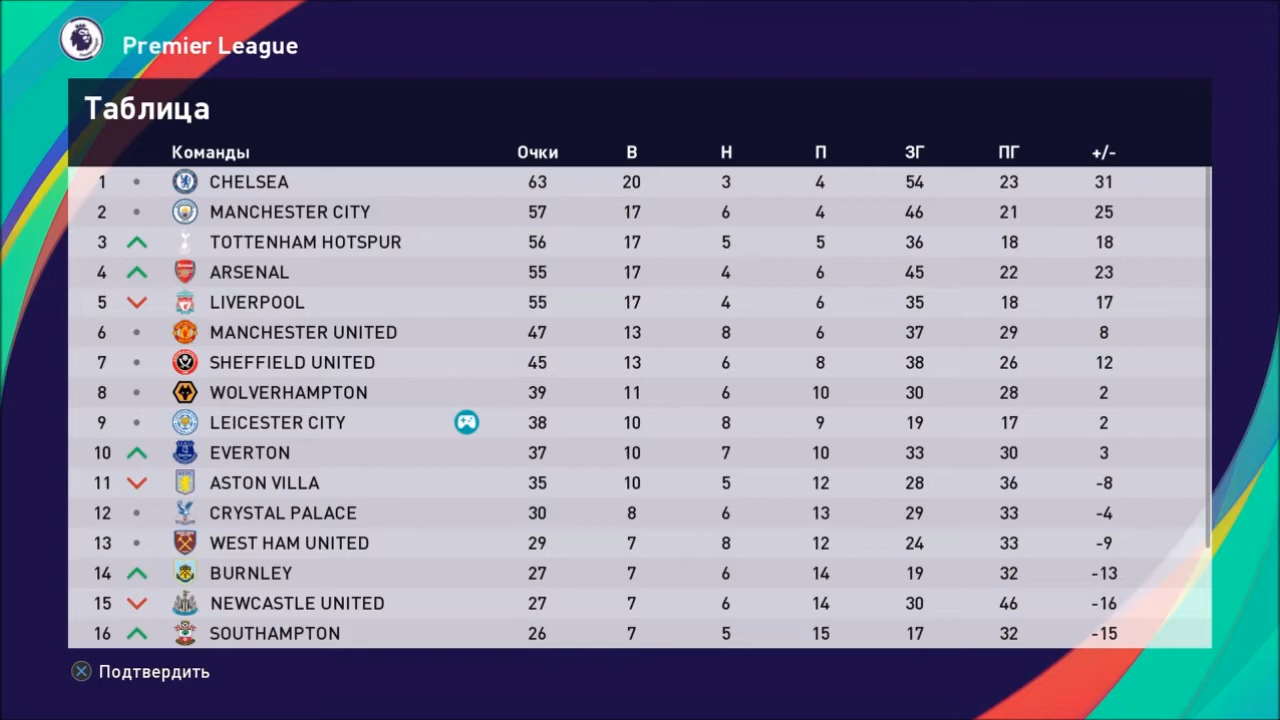 Premier League
Таблица
Команды Очки В Н П ЗГ ПГ +/-
1 CHELSEA 63 20 3 4 54 23 31
2 MANCHESTER CITY 57 17 6 4 46 21 25
3 TOTTENHAM HOTSPUR 56 17 5 5 36 18 18
4 ARSENAL 55 17 4 6 45 22 23
5 LIVERPOOL 55 17 4 6 35 18 17
6 MANCHESTER UNITED 47 13 8 6 37 29 8
7 SHEFFIELD UNITED 45 13 6 8 38 26 12
8 WOLVERHAMPTON 39 11 6 10 30 28 2
9 LEICESTER CITY 38 10 8 9 19 17 2
10 EVERTON 37 10 7 10 33 30 3
11 ASTON VILLA 35 10 5 12 28 36 -8
12 CRYSTAL PALACE 30 8 6 13 29 33 -4
13 WEST HAM UNITED 29 7 8 12 24 33 -9
14 BURNLEY 27 7 6 14 19 32 -13
15 NEWCASTLE UNITED 27 7 6 14 30 46 -16
16 SOUTHAMPTON 26 7 5 15 17 32 -15
Подтвердить